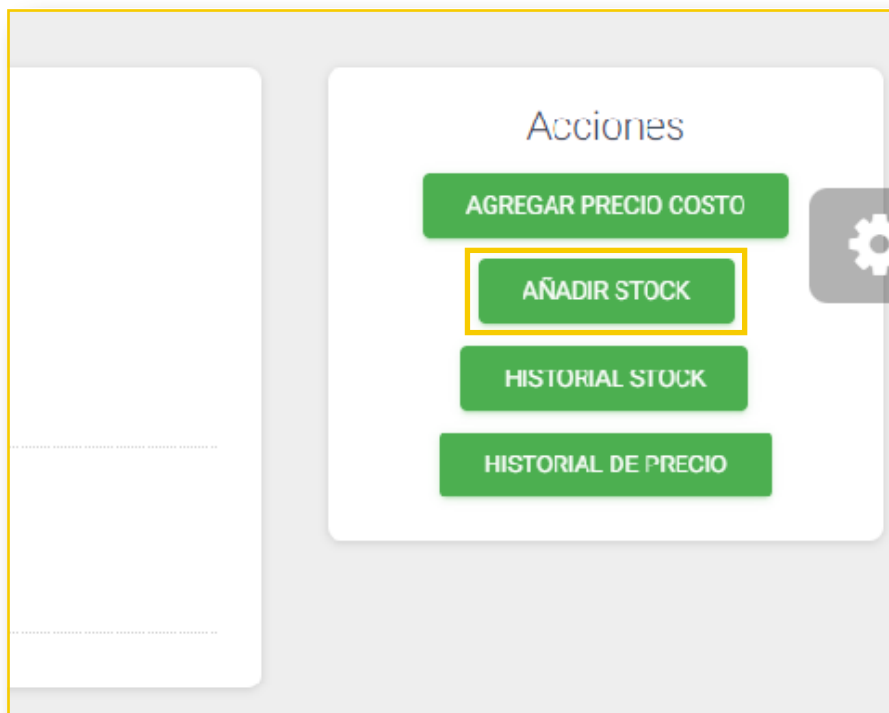 Acciones
AGREGAR PRECIO COSTO
AÑADIR STOCK
HISTORIAL STOCK
HISTORIAL DE PRECIO